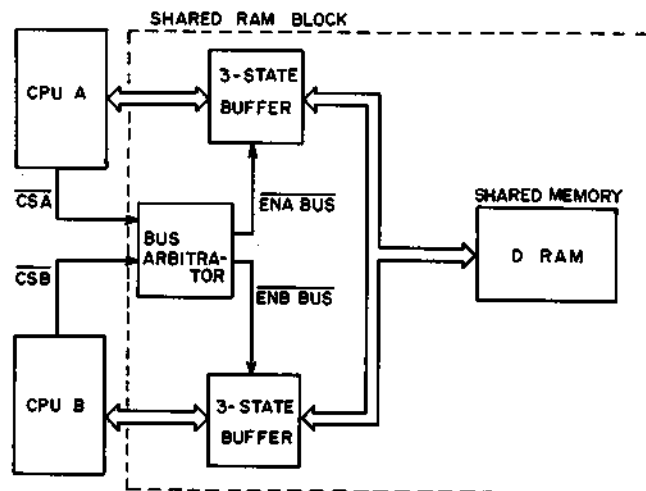 SHARED RAM BLOCK
CPU A
3-STATE
BUFFER
CSA
ENA BUS
SHARED MEMORY
BUS
ARBITRA-
TOR
D RAM
CSB
ENB BUS
CPU B
3-STATE
BUFFER